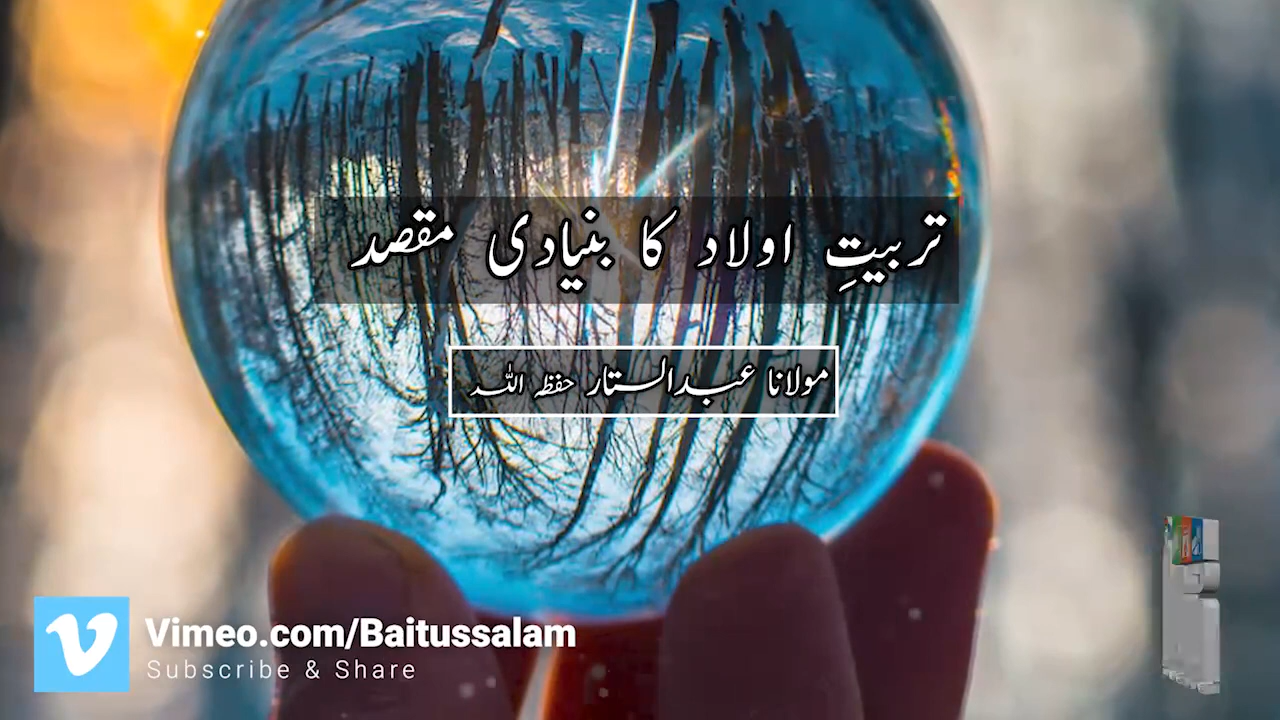 تربیتِ اولاد کا بنیادی مقصد
مولانا عبدالستار حفظہ اللہ
Vimeo.com/Baitussalam
Subscribe & Share